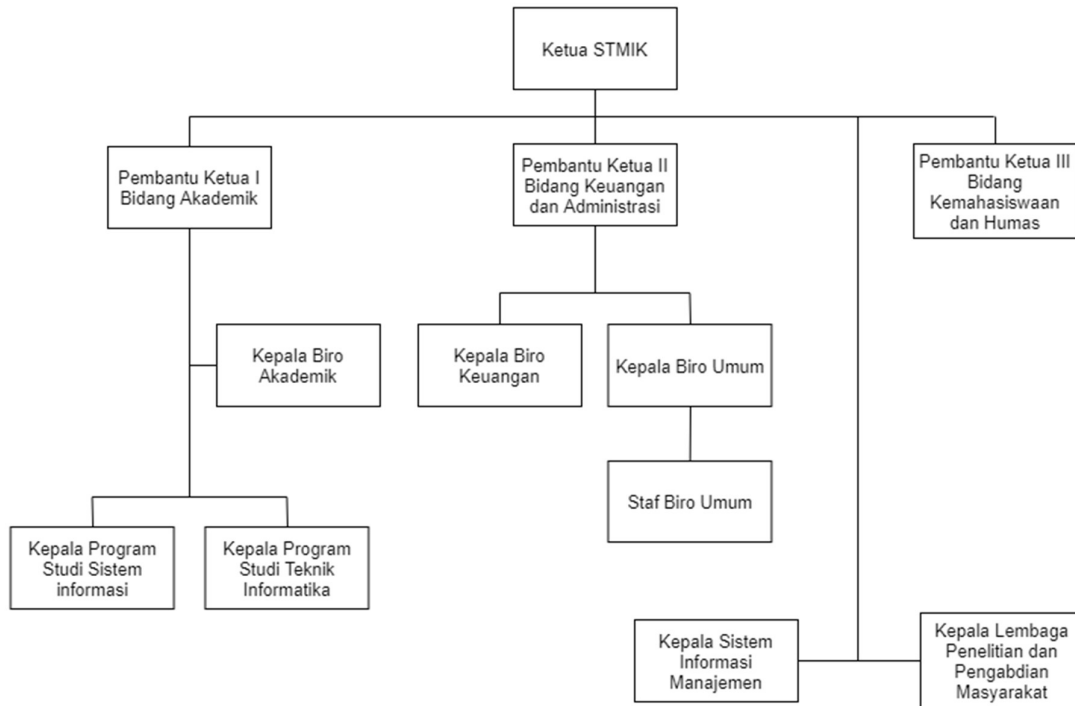 Ketua STMIK
Pembantu Ketua I
Bidang Akademik
Pembantu Ketua II
Bidang Keuangan
dan Administrasi
Pembantu Ketua III
Bidang
Kemahasiswaan
dan Humas
Kepala Biro
Akademik
Kepala Biro
Keuangan
Kepala Biro Umum
Staf Biro Umum
Kepala Program
Studi Sistem
informasi
Kepala Program
Studi Teknik
Informatika
Kepala Sistem
Informasi
Manajemen
Kepala Lembaga
Penelitian dan
Pengabdian
Masyarakat